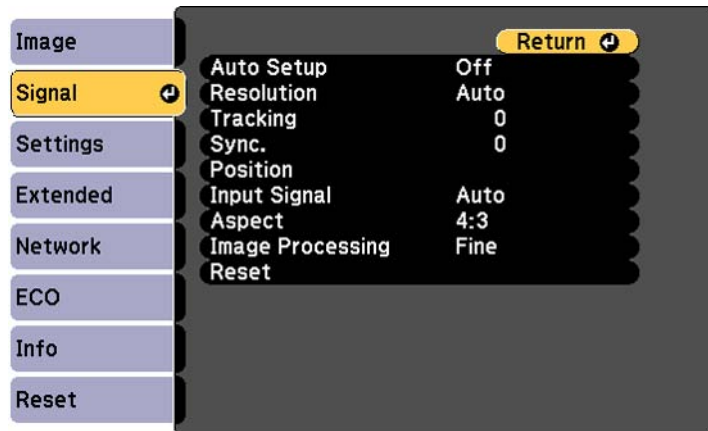 Image
Signal
Settings
Extended
Network
ECO
Info
Reset
Return
Auto Setup Off
Resolution Auto
Tracking 0
Sync. 0
Position
Input Signal Auto
Aspect 4:3
Image Processing Fine
Reset